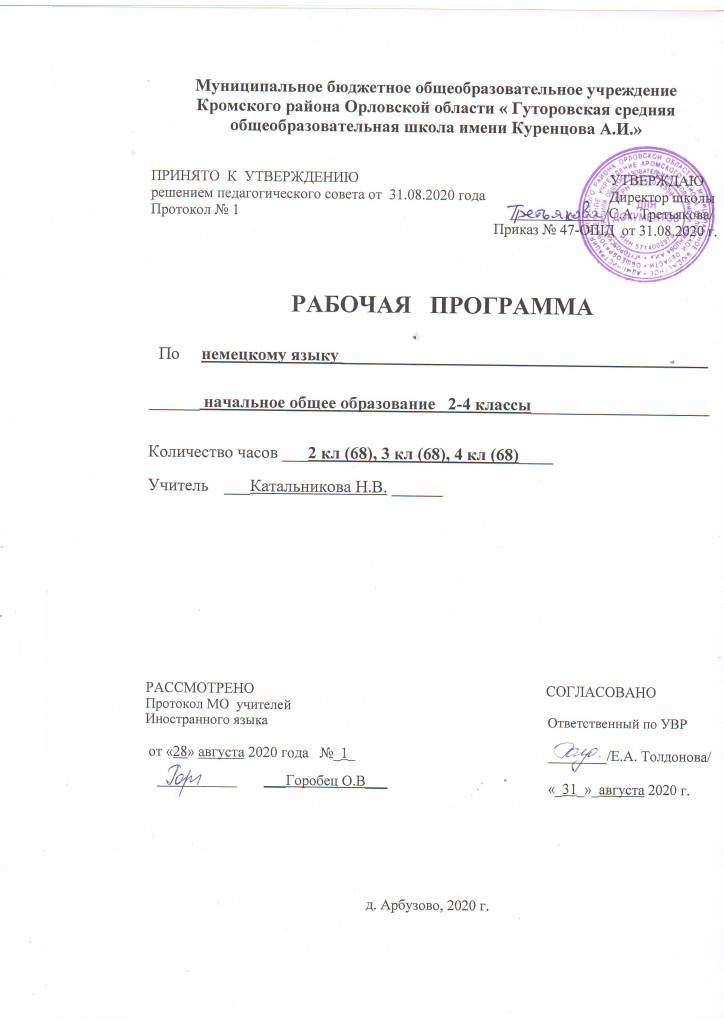 Муниципальное бюджетное общеобразовательное учреждение
Кромского района Орловской области « Гуторовская средняя
общеобразовательная школа имени Куренцова А.И.»
ПРИНЯТО К УТВЕРЖДЕНИЮ
решением педагогического совета от 31.08.2020 года
Протокол № 1
УТВЕРЖДАЮ
Директор школы
Третьякова С.А. Третьякова/
Приказ № 47-ОШД от 31.08.2020 г.
ДЛЯ
ДОКУМЕНТОВ
РАБОЧАЯ ПРОГРАММА
По немецкому языку
начальное общее образование 2-4 классы
Количество часов 2 кл (68), 3 кл (68), 4 кл (68)
Учитель Катальникова Н.В.
РАССМОТРЕНО
Протокол МО учителей
Иностранного языка
от «28» августа 2020 года № 1
Горобец О.В
СОГЛАСОВАНО
Ответственный по УВР
/Е.А. Толдонова/
« 31 » августа 2020 г.
д. Арбузово, 2020 г.